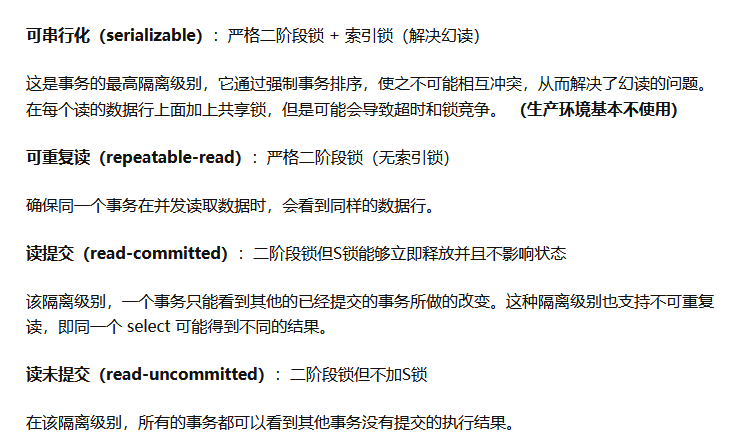 可串行化（serializable）：严格二阶段锁 + 索引锁（解决幻读）
这是事务的最高隔离级别，它通过强制事务排序，使之不可能相互冲突，从而解决了幻读的问题。
在每个读的数据行上面加上共享锁，但是可能会导致超时和锁竞争。（生产环境基本不使用）
可重复读（repeatable-read）：严格二阶段锁（无索引锁）
确保同一个事务在并发读取数据时，会看到同样的数据行。
读提交（read-committed）：二阶段锁但S锁能够立即释放并且不影响状态
该隔离级别，一个事务只能看到其他的已经提交的事务所做的改变。这种隔离级别也支持不可重复
读，即同一个 select 可能得到不同的结果。
读未提交（read-uncommitted）：二阶段锁但不加S锁
在该隔离级别，所有的事务都可以看到其他事务没有提交的执行结果。